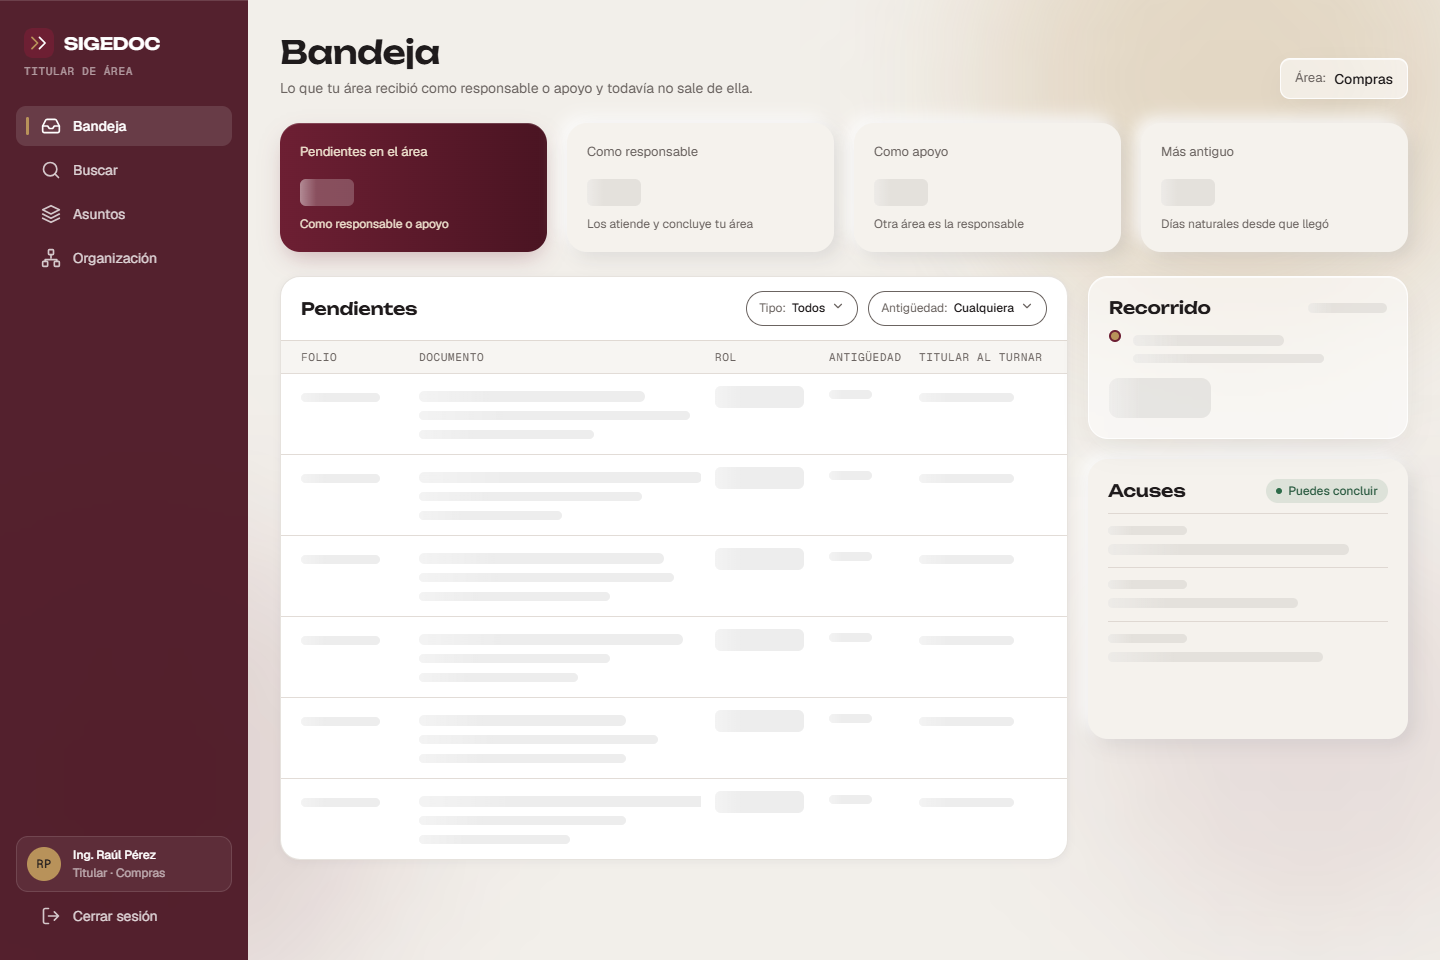 SIGEDOC
TITULAR DE ÁREA
Bandeja
Buscar
Asuntos
Organización
Ing. Raúl Pérez
RP
Titular · Compras
Cerrar sesión
Bandeja
Lo que tu área recibió como responsable o apoyo y todavía no sale de ella.
Área: Compras
Pendientes en el área
Como responsable o apoyo
Como responsable
Los atiende y concluye tu área
Como apoyo
Otra área es la responsable
Más antiguo
Días naturales desde que llegó
Pendientes
Tipo: Todos
Antigüedad: Cualquiera
FOLIO DOCUMENTO ROL ANTIGÜEDAD TITULAR AL TURNAR
Recorrido
Acuses
Puedes concluir